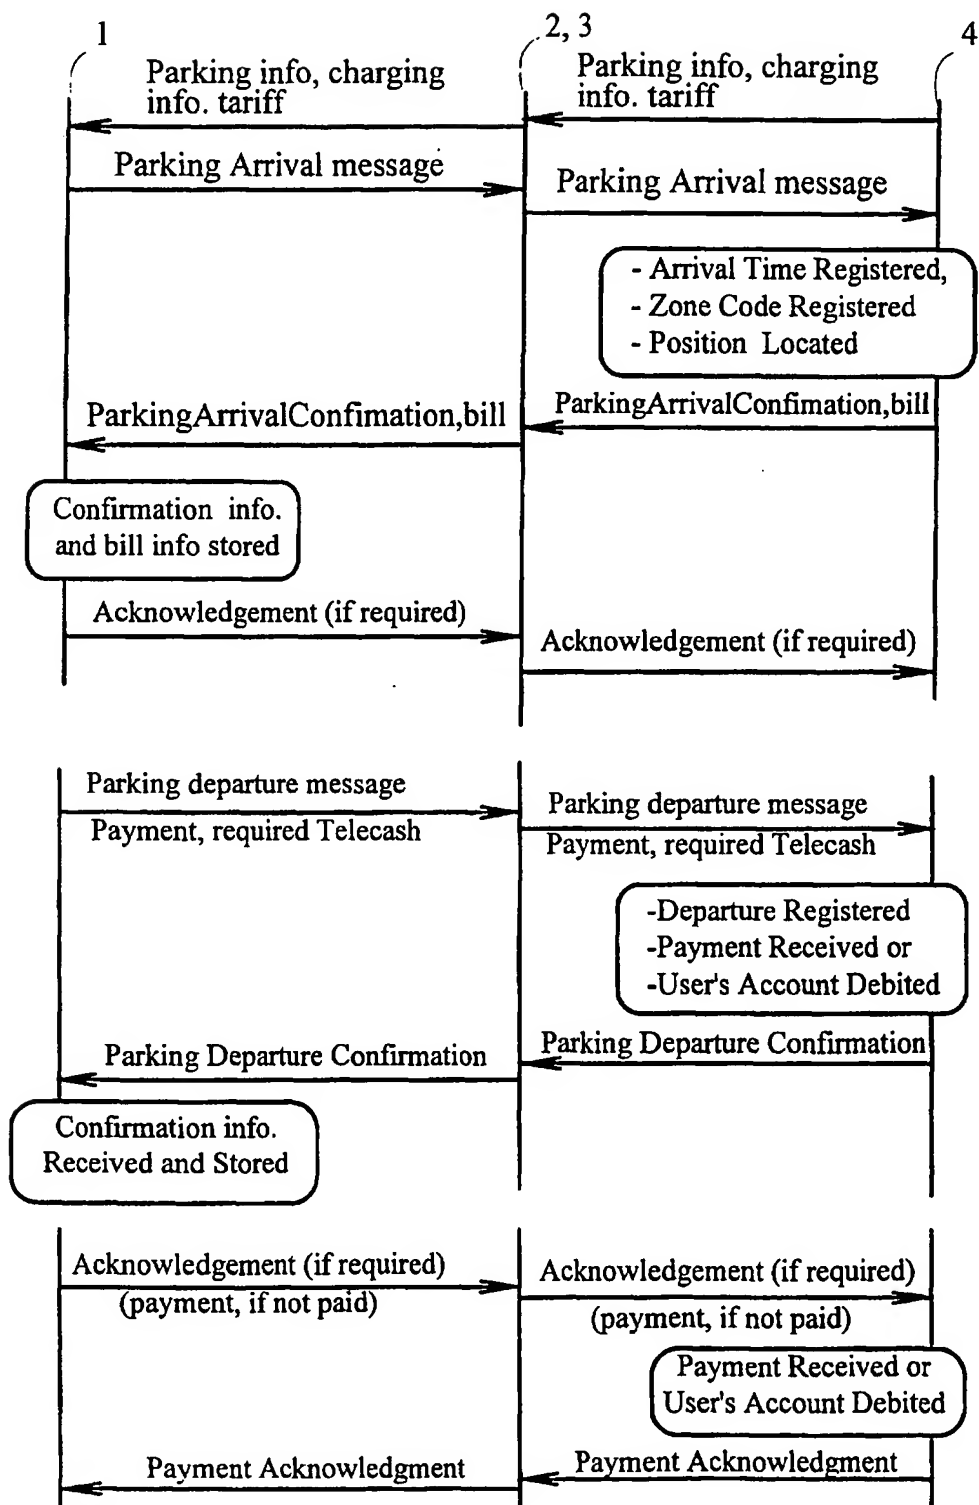 1
2, 3
4
Parking info, charging
info. tariff
Parking info, charging
info. tariff
Parking Arrival message
Parking Arrival message
- Arrival Time Registered,
- Zone Code Registered
- Position Located
ParkingArrivalConfimation,bill
ParkingArrivalConfimation,bill
Confirmation info.
and bill info stored
Acknowledgement (if required)
Acknowledgement (if required)
Parking departure message
Payment, required Telecash
Parking departure message
Payment, required Telecash
-Departure Registered
-Payment Received or
-User's Account Debited
Parking Departure Confirmation
Parking Departure Confirmation
Confirmation info.
Received and Stored
Acknowledgement (if required)
(payment, if not paid)
Acknowledgement (if required)
(payment, if not paid)
Payment Received or
User's Account Debited
Payment Acknowledgment
Payment Acknowledgment